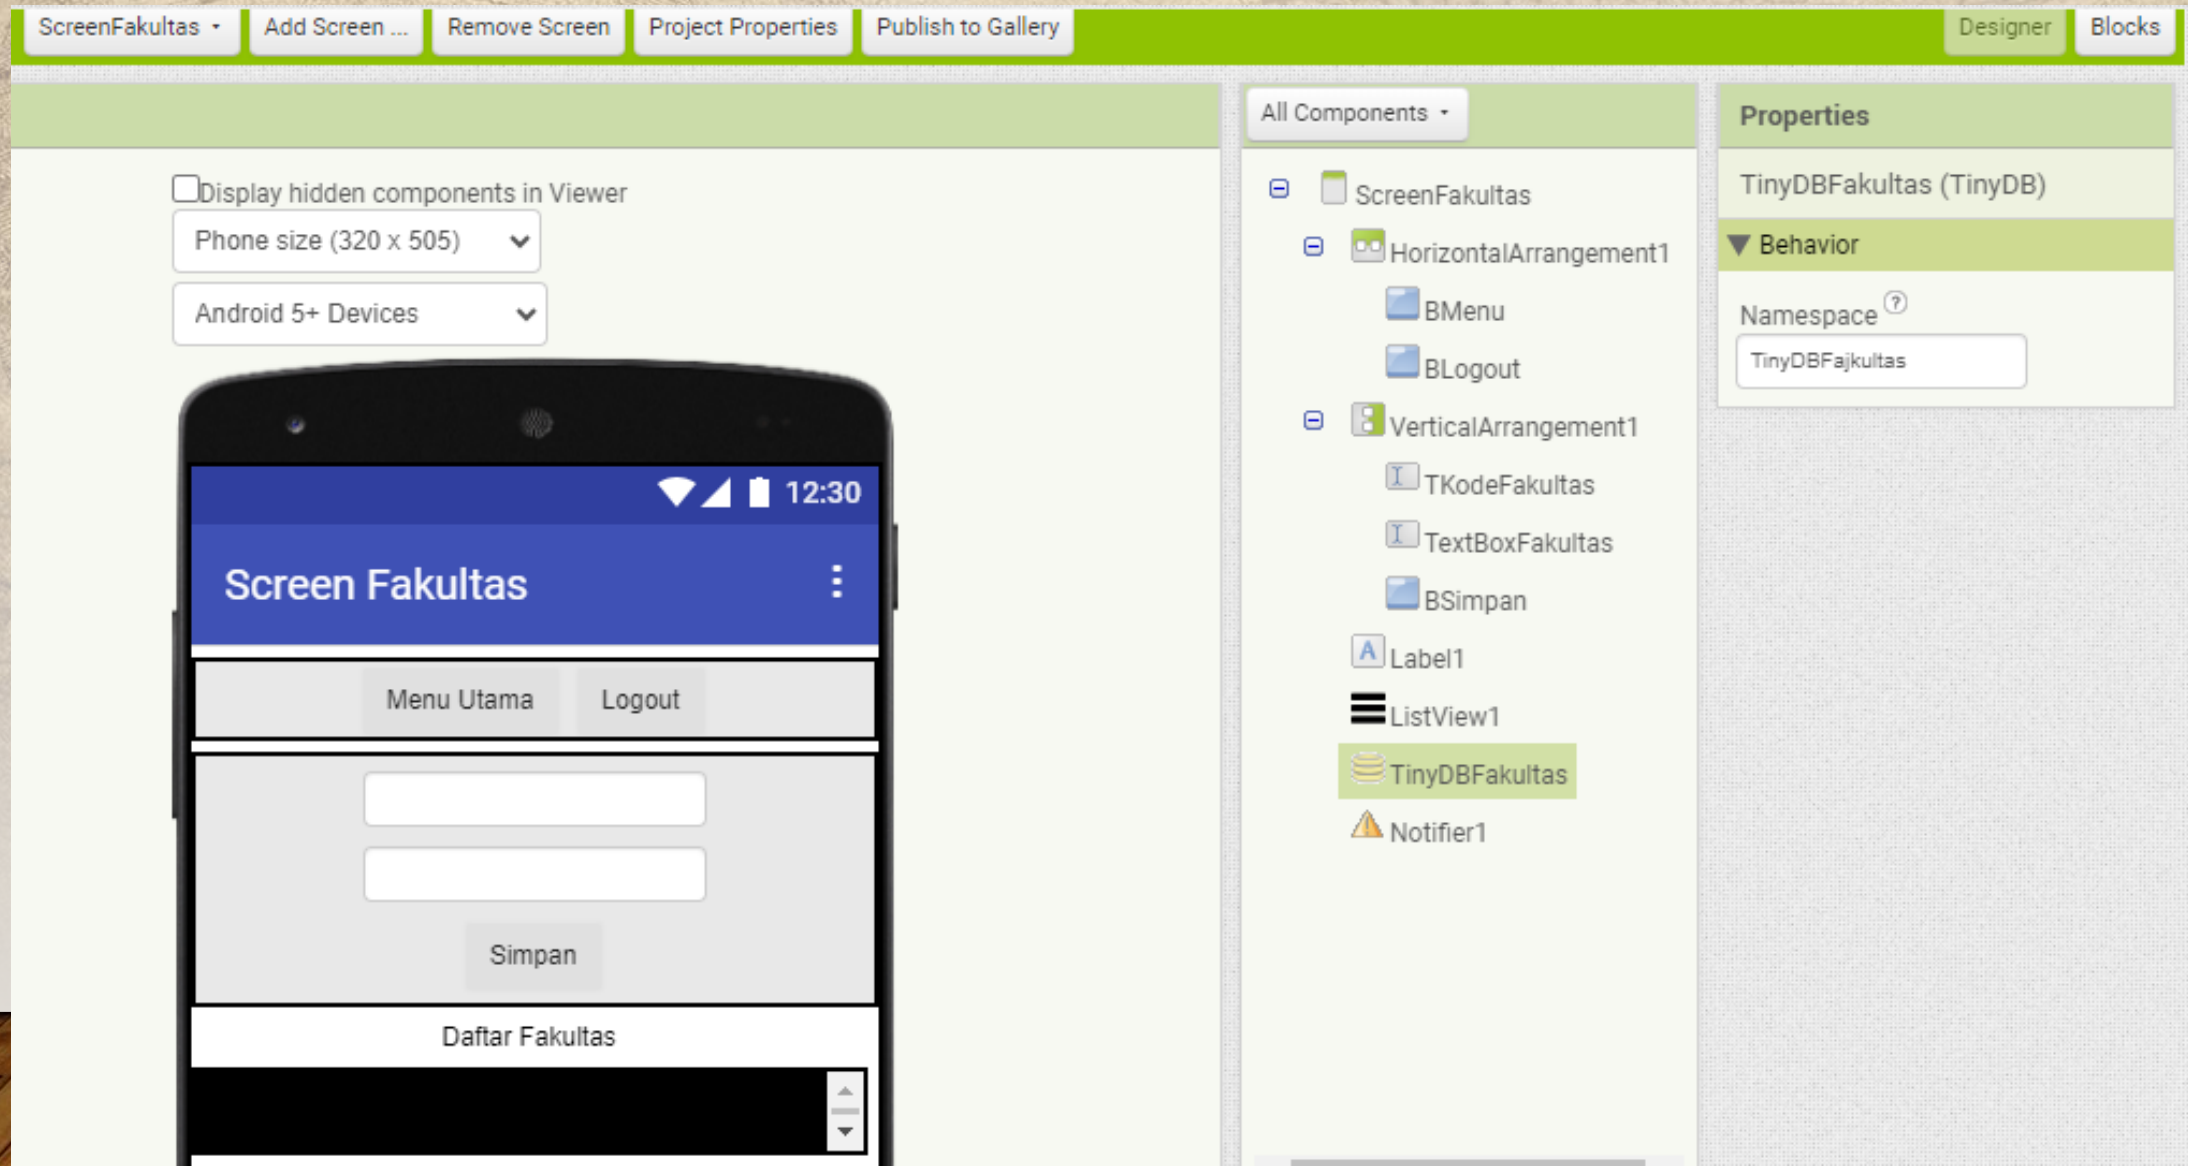 ScreenFakultas
Add Screen ...
Remove Screen
Project Properties
Publish to Gallery
Designer
Blocks
Display hidden components in Viewer
Phone size (320 x 505)
Android 5+ Devices
12:30
Screen Fakultas
Menu Utama
Logout
Simpan
Daftar Fakultas
All Components
ScreenFakultas
HorizontalArrangement1
BMenu
BLogout
VerticalArrangement1
TKodeFakultas
TextBoxFakultas
BSimpan
A Label1
ListView1
TinyDBFakultas
Notifier1
Properties
TinyDBFakultas (TinyDB)
Behavior
Namespace ?
TinyDBFajkultas